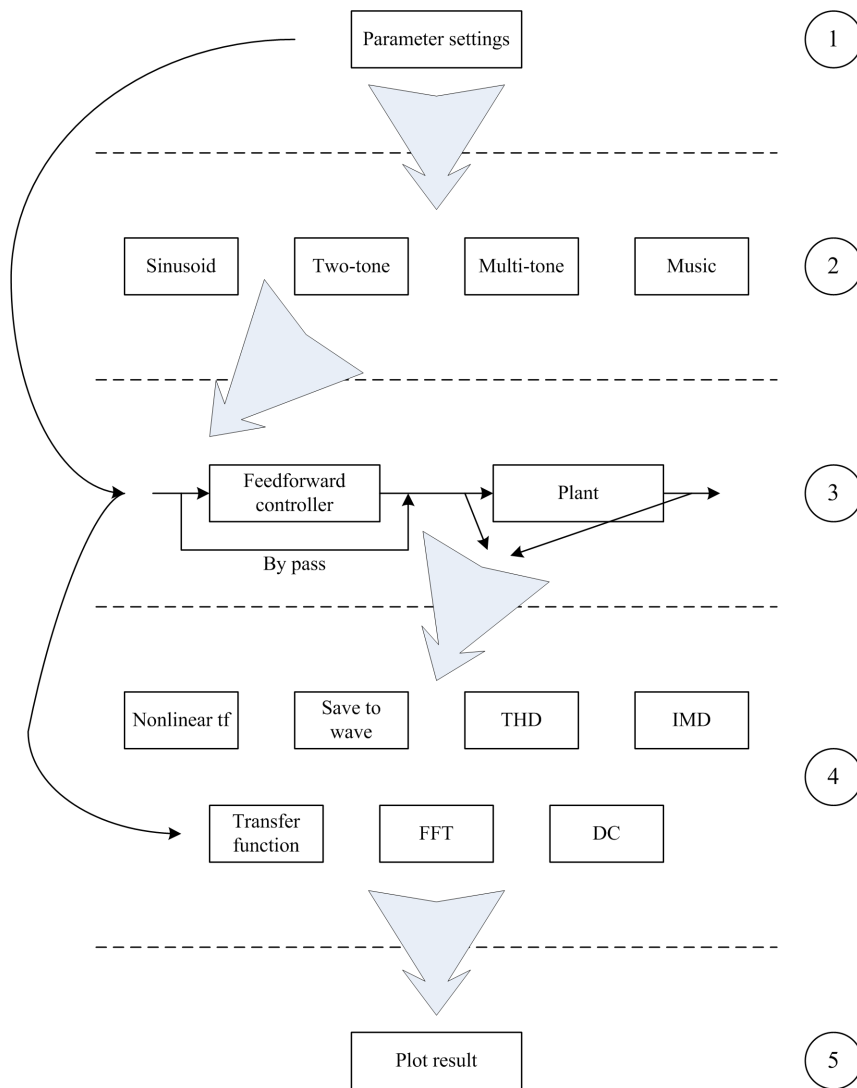 Parameter settings
1
Sinusoid
Two-tone
Multi-tone
Music
2
Feedforward
controller
Plant
3
By pass
Nonlinear tf
Save to
wave
THD
IMD
4
Transfer
function
FFT
DC
Plot result
5